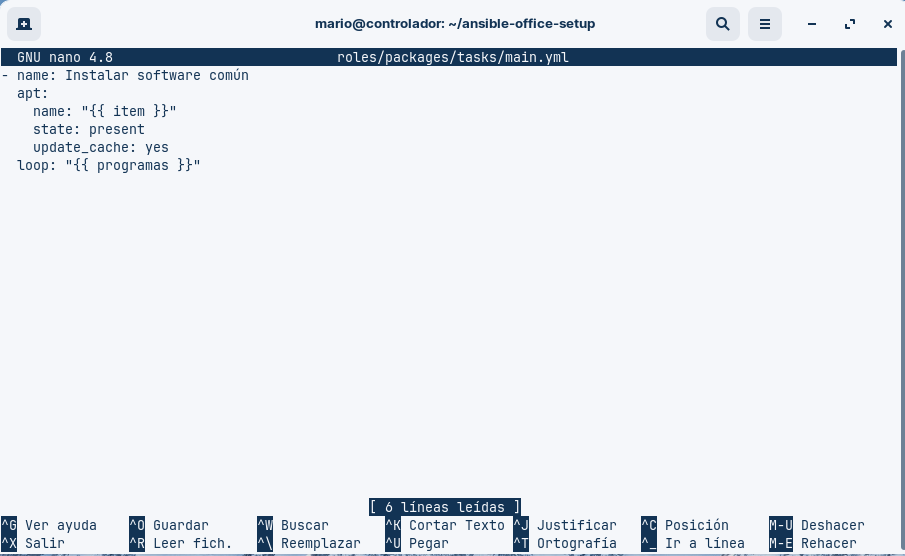 mario@controlador: ~/ansible-office-setup
GNU nano 4.8 roles/packages/tasks/main.yml
- name: Instalar software común
  apt:
    name: "{{ item }}"
    state: present
    update_cache: yes
  loop: "{{ programas }}"
[ 6 líneas leídas ]
^G Ver ayuda ^O Guardar ^W Buscar ^K Cortar Texto ^J Justificar ^C Posición M-U Deshacer
^X Salir ^R Leer fich. ^\ Reemplazar ^U Pegar ^T Ortografía ^_ Ir a línea M-E Rehacer